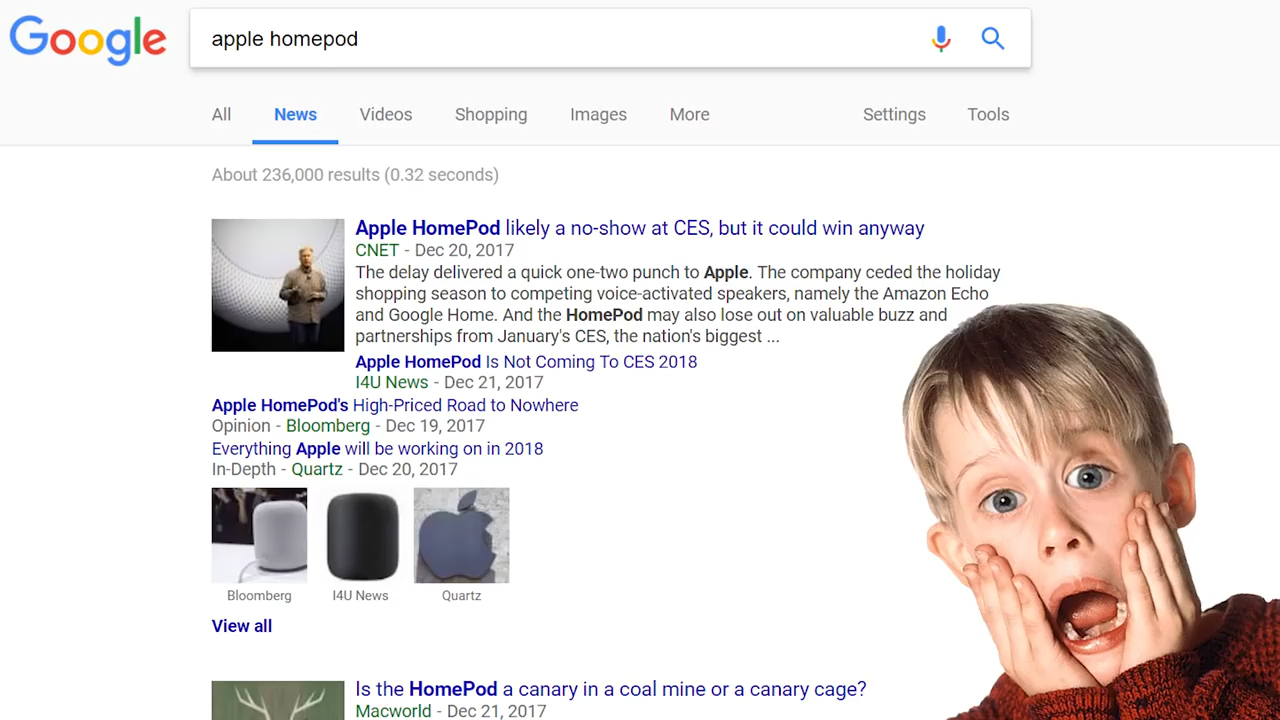 Google
apple homepod
All News Videos Shopping Images More Settings Tools
About 236,000 results (0.32 seconds)
Apple HomePod likely a no-show at CES, but it could win anyway
CNET - Dec 20, 2017
The delay delivered a quick one-two punch to Apple. The company ceded the holiday
shopping season to competing voice-activated speakers, namely the Amazon Echo
and Google Home. And the HomePod may also lose out on valuable buzz and
partnerships from January's CES, the nation's biggest ...
Apple HomePod Is Not Coming To CES 2018
I4U News - Dec 21, 2017
Apple HomePod's High-Priced Road to Nowhere
Opinion - Bloomberg - Dec 19, 2017
Everything Apple will be working on in 2018
In-Depth - Quartz - Dec 20, 2017
Bloomberg I4U News Quartz
View all
Is the HomePod a canary in a coal mine or a canary cage?
Macworld - Dec 21, 2017